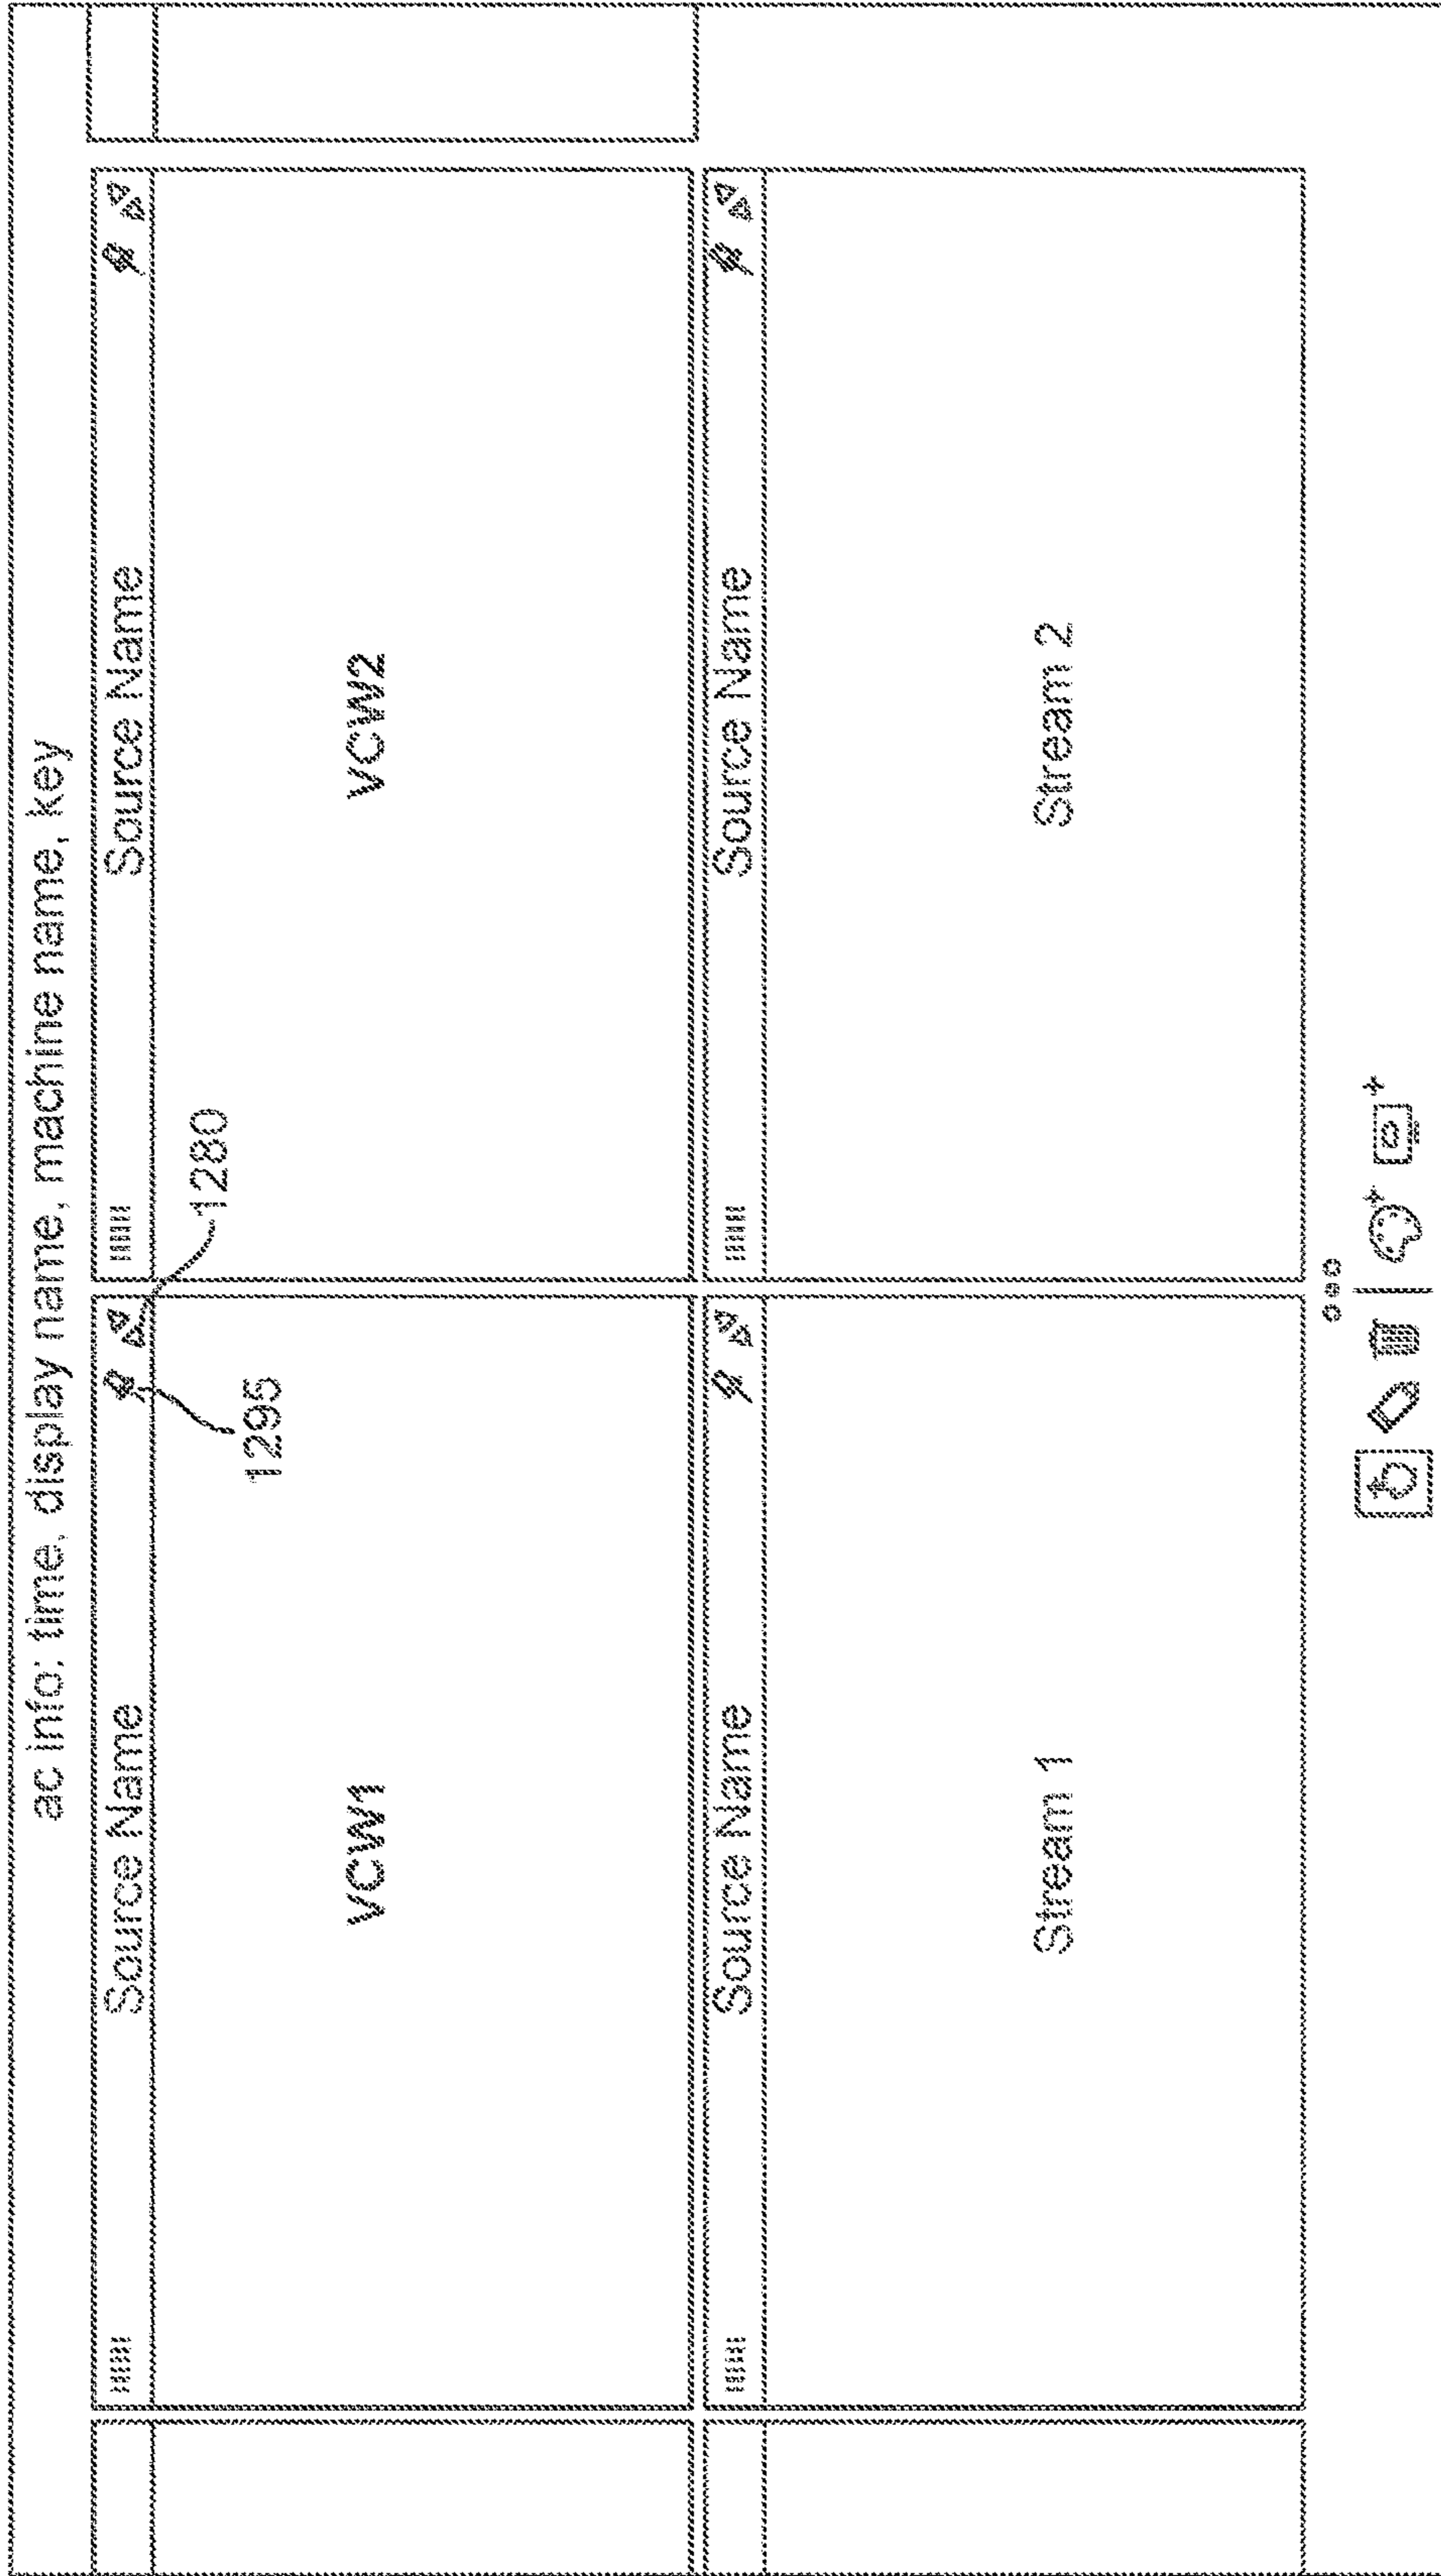 ac info: time, display name, machine name, key
Source Name
Source Name
1280
1295
VCW1
VCW2
Source Name
Source Name
Stream 1
Stream 2